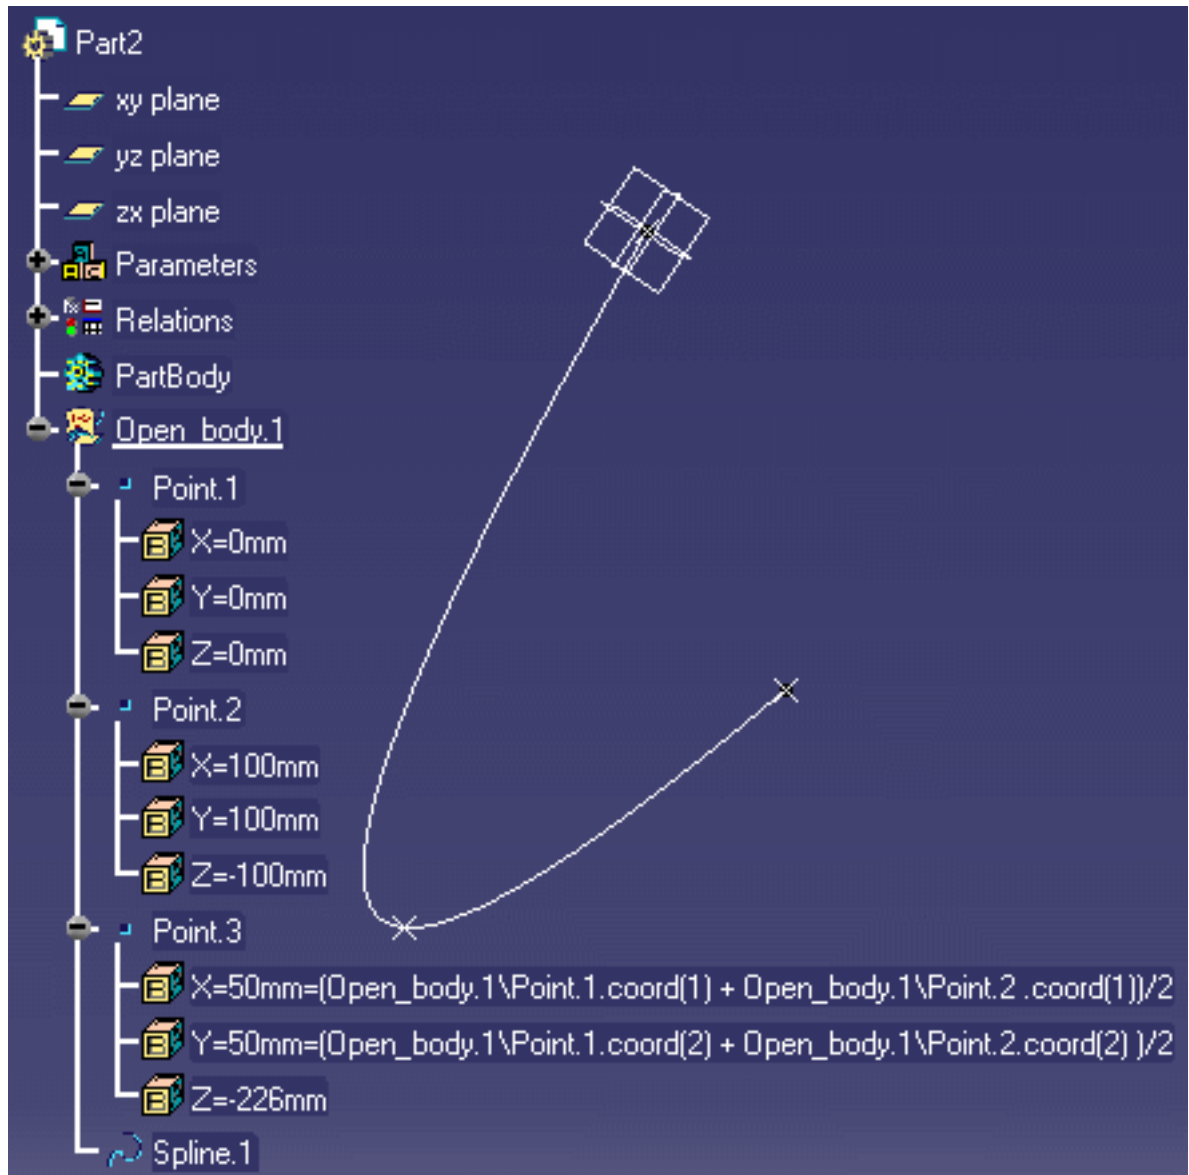 Part2
xy plane
yz plane
zx plane
Parameters
Relations
PartBody
Open_body.1
Point.1
X=0mm
Y=0mm
Z=0mm
Point.2
X=100mm
Y=100mm
Z=-100mm
Point.3
X=50mm=(Open_body.1\Point.1.coord(1) + Open_body.1\Point.2 .coord(1))/2
Y=50mm=(Open_body.1\Point.1.coord(2) + Open_body.1\Point.2.coord(2) )/2
Z=-226mm
Spline.1